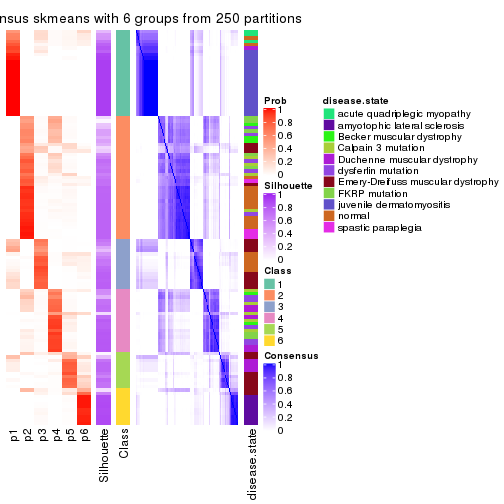 nsus skmeans with 6 groups from 250 partitions
p1
p2
p3
p4
p5
p6
Silhouette
Class
disease.state
Prob
1
0.8
0.6
0.4
0.2
0
Silhouette
1
0.8
0.6
0.4
0.2
0
Class
1
2
3
4
5
6
Consensus
1
0.8
0.6
0.4
0.2
0
disease.state
acute quadriplegic myopathy
amyotophic lateral sclerosis
Becker muscular dystrophy
Calpain 3 mutation
Duchenne muscular dystrophy
dysferlin mutation
Emery-Dreifuss muscular dystrophy
FKRP mutation
juvenile dermatomyositis
normal
spastic paraplegia